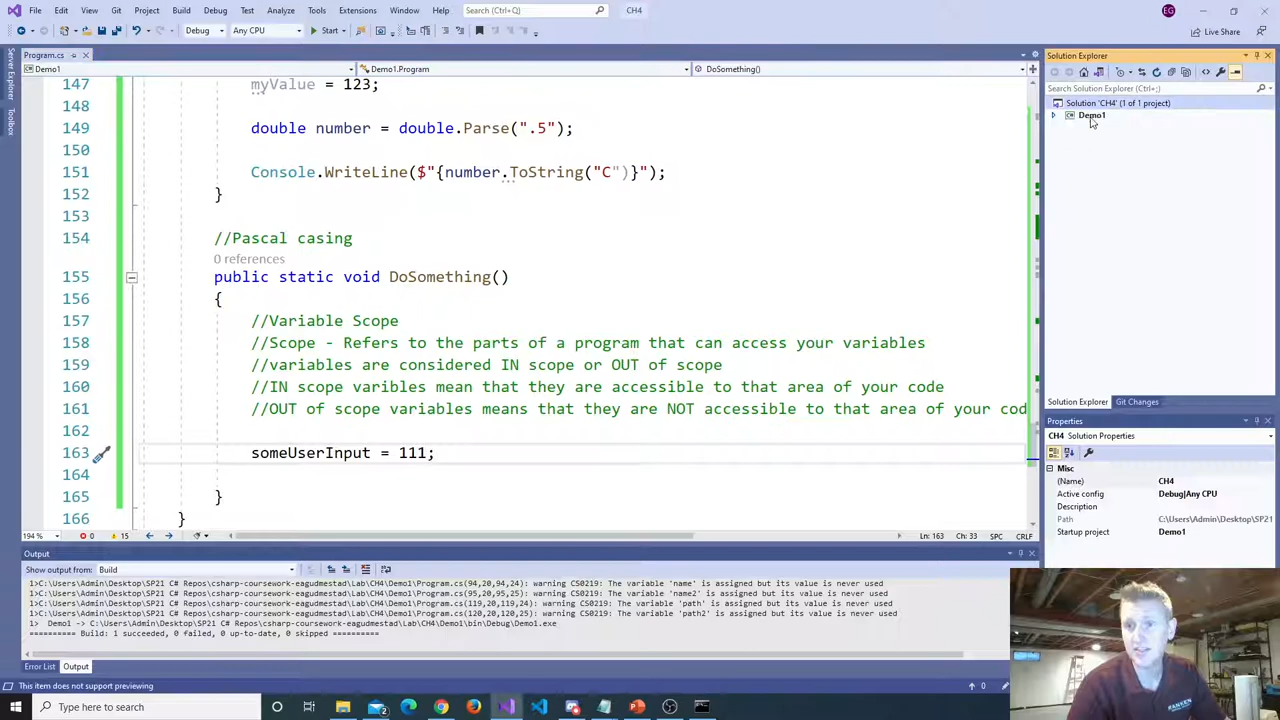 File Edit View Git Project Build Debug Test Analyze Tools Extensions Window Help Search (Ctrl+Q) CH4 EG
Debug Any CPU Start Live Share
Program.cs Solution Explorer
Demo1 Demo1.Program DoSomething()
Server Explorer
Toolbox
Search Solution Explorer (Ctrl+;)
Solution 'CH4' (1 of 1 project)
Demo1
147 myValue = 123;
148
149 double number = double.Parse(".5");
150
151 Console.WriteLine($"{number.ToString("C")}");
152 }
153
154 //Pascal casing
0 references
155 public static void DoSomething()
156 {
157 //Variable Scope
158 //Scope - Refers to the parts of a program that can access your variables
159 //variables are considered IN scope or OUT of scope
160 //IN scope varibles mean that they are accessible to that area of your code
161 //OUT of scope variables means that they are NOT accessible to that area of your cod
162
163 someUserInput = 111;
164
165 }
166 }
Solution Explorer Git Changes
Properties
CH4 Solution Properties
Misc
(Name) CH4
Active config Debug|Any CPU
Description
Path C:\Users\Admin\Desktop\SP21
Startup project Demo1
194 % 0 15 Ln: 163 Ch: 33 SPC CRLF
Output
Show output from: Build
1>C:\Users\Admin\Desktop\SP21 C# Repos\csharp-coursework-eagudmestad\Lab\CH4\Demo1\Program.cs(94,20,94,24): warning CS0219: The variable 'name' is assigned but its value is never used
1>C:\Users\Admin\Desktop\SP21 C# Repos\csharp-coursework-eagudmestad\Lab\CH4\Demo1\Program.cs(95,20,95,25): warning CS0219: The variable 'name2' is assigned but its value is never used
1>C:\Users\Admin\Desktop\SP21 C# Repos\csharp-coursework-eagudmestad\Lab\CH4\Demo1\Program.cs(119,20,119,24): warning CS0219: The variable 'path' is assigned but its value is never used
1>C:\Users\Admin\Desktop\SP21 C# Repos\csharp-coursework-eagudmestad\Lab\CH4\Demo1\Program.cs(120,20,120,25): warning CS0219: The variable 'path2' is assigned but its value is never used
1> Demo1 -> C:\Users\Admin\Desktop\SP21 C# Repos\csharp-coursework-eagudmestad\Lab\CH4\Demo1\bin\Debug\Demo1.exe
========== Build: 1 succeeded, 0 failed, 0 up-to-date, 0 skipped ==========
Error List Output
This item does not support previewing 0
Type here to search